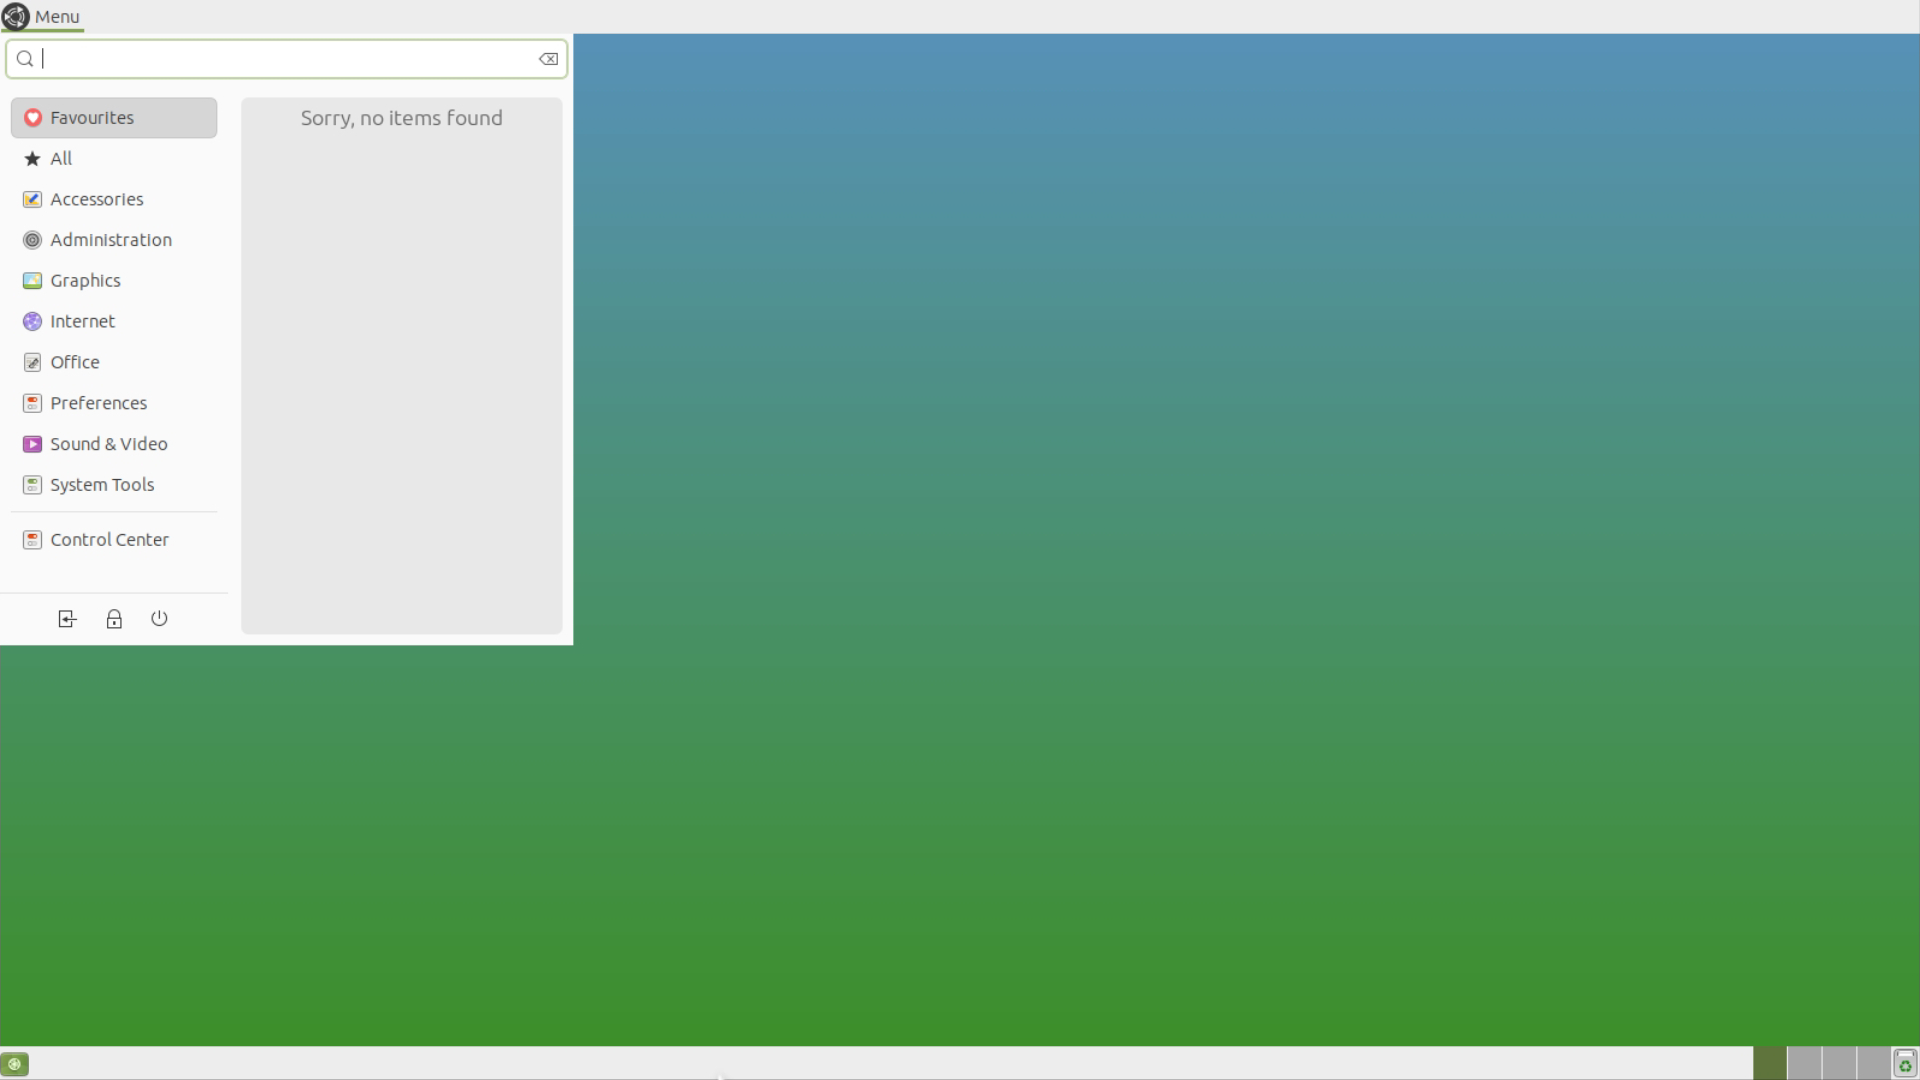 Menu
Favourites
Sorry, no items found
All
Accessories
Administration
Graphics
Internet
Office
Preferences
Sound & Video
System Tools
Control Center